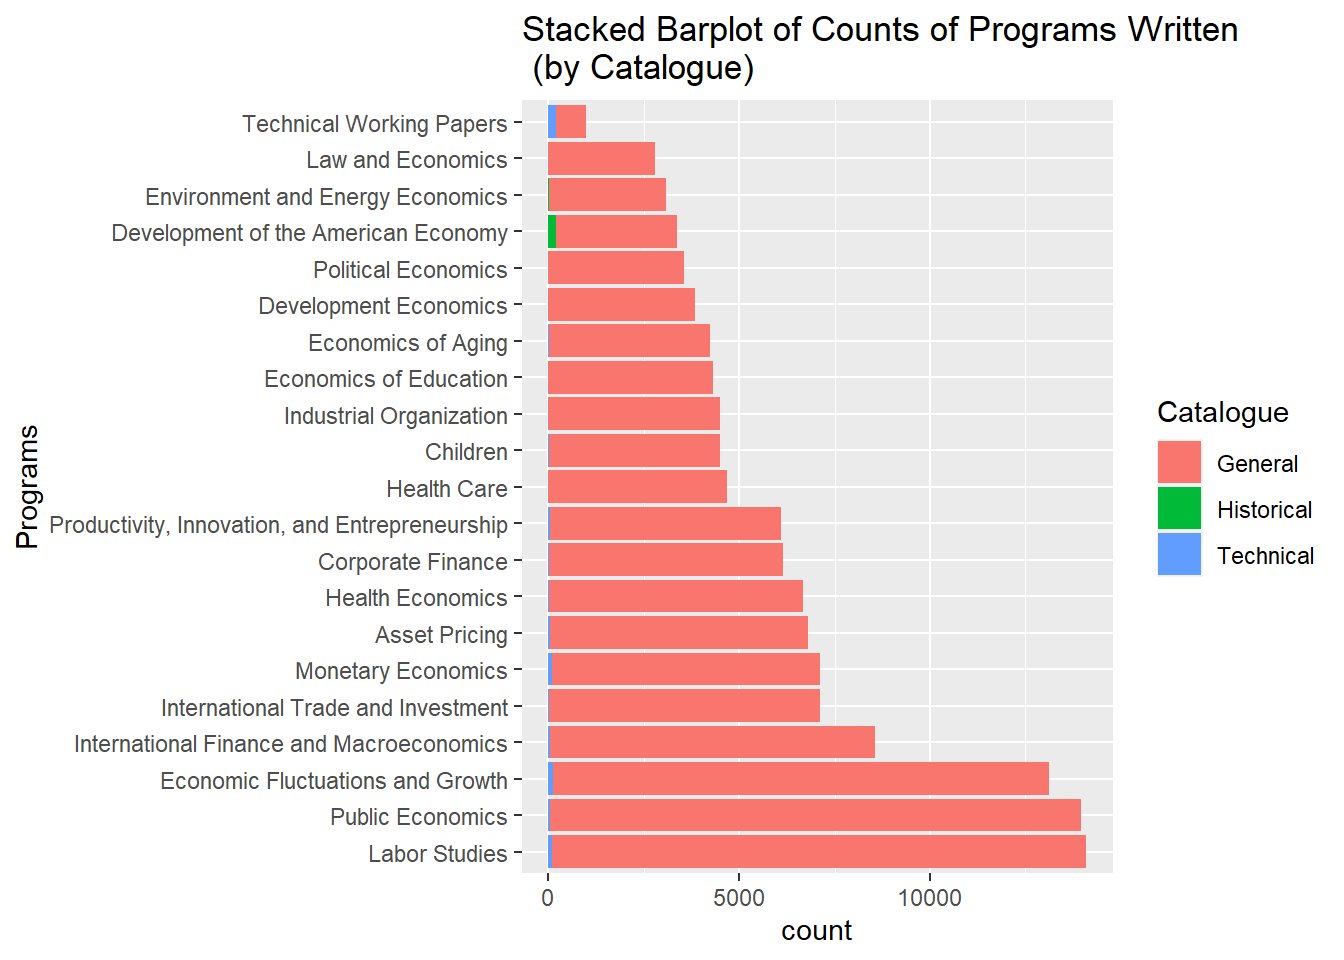 Stacked Barplot of Counts of Programs Written
(by Catalogue)
Technical Working Papers
Law and Economics
Environment and Energy Economics
Development of the American Economy
Political Economics
Development Economics
Economics of Aging
Economics of Education
Industrial Organization
Children
Health Care
Productivity, Innovation, and Entrepreneurship
Corporate Finance
Health Economics
Asset Pricing
Monetary Economics
International Trade and Investment
International Finance and Macroeconomics
Economic Fluctuations and Growth
Public Economics
Labor Studies
Programs
0 5000 10000
count
Catalogue
General
Historical
Technical